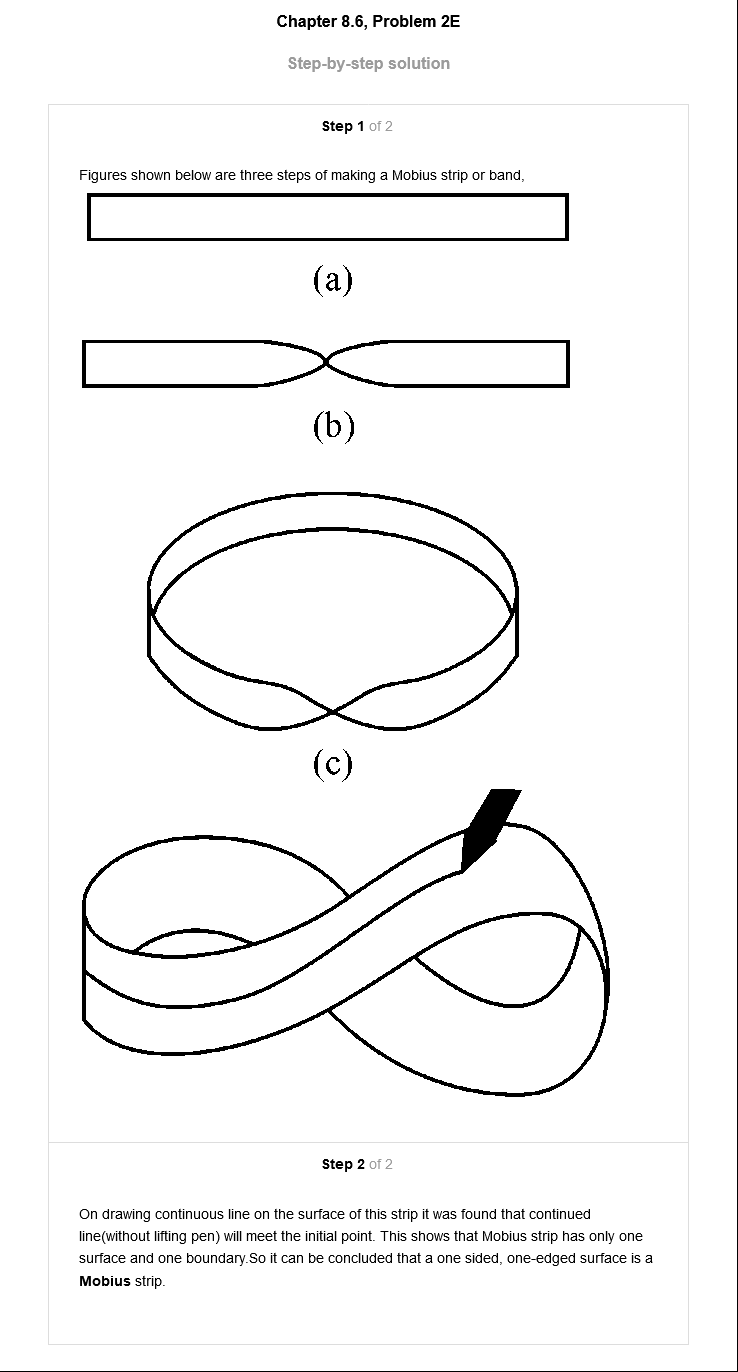 Chapter 8.6, Problem 2E
Step-by-step solution
Step 1 of 2
Figures shown below are three steps of making a Mobius strip or band,
(a)
(b)
(c)
Step 2 of 2
On drawing continuous line on the surface of this strip it was found that continued
line(without lifting pen) will meet the initial point. This shows that Mobius strip has only one
surface and one boundary.So it can be concluded that a one sided, one-edged surface is a
Mobius strip.